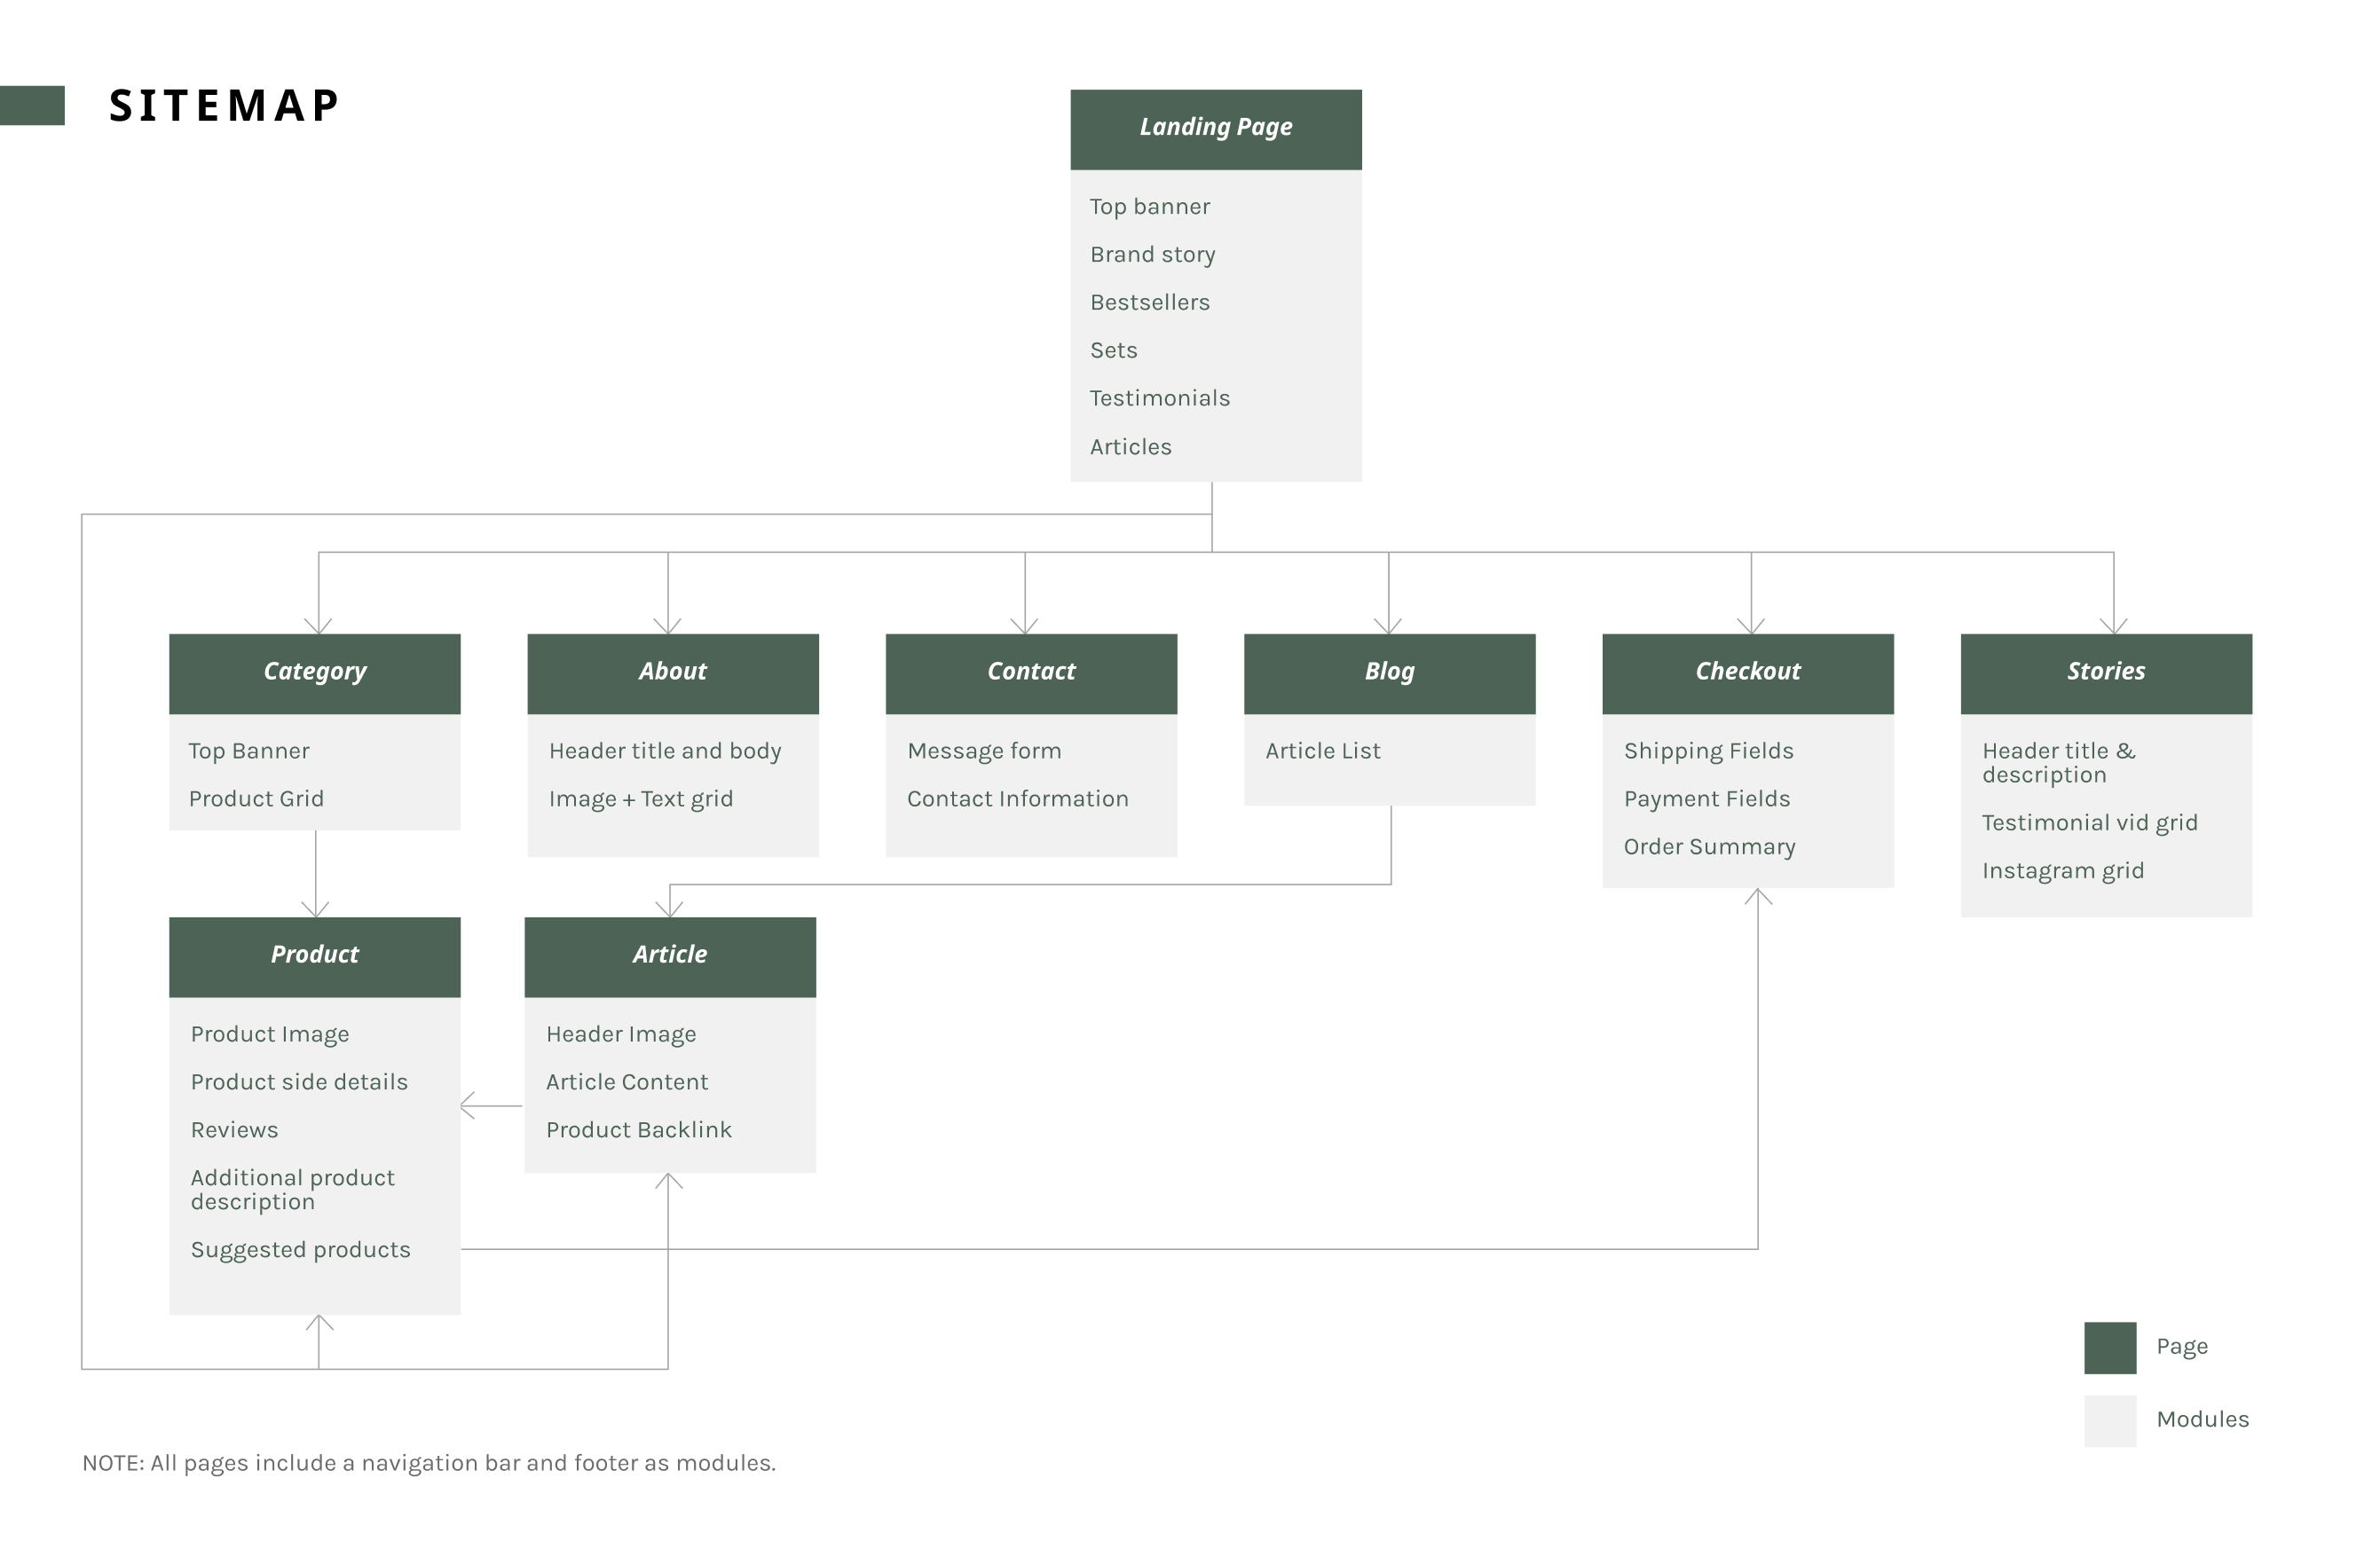 SITEMAP
Landing Page
Top banner
Brand story
Bestsellers
Sets
Testimonials
Articles
Category
Top Banner
Product Grid
About
Header title and body
Image + Text grid
Contact
Message form
Contact Information
Blog
Article List
Checkout
Shipping Fields
Payment Fields
Order Summary
Stories
Header title &
description
Testimonial vid grid
Instagram grid
Product
Product Image
Product side details
Reviews
Additional product
description
Suggested products
Article
Header Image
Article Content
Product Backlink
Page
Modules
NOTE: All pages include a navigation bar and footer as modules.